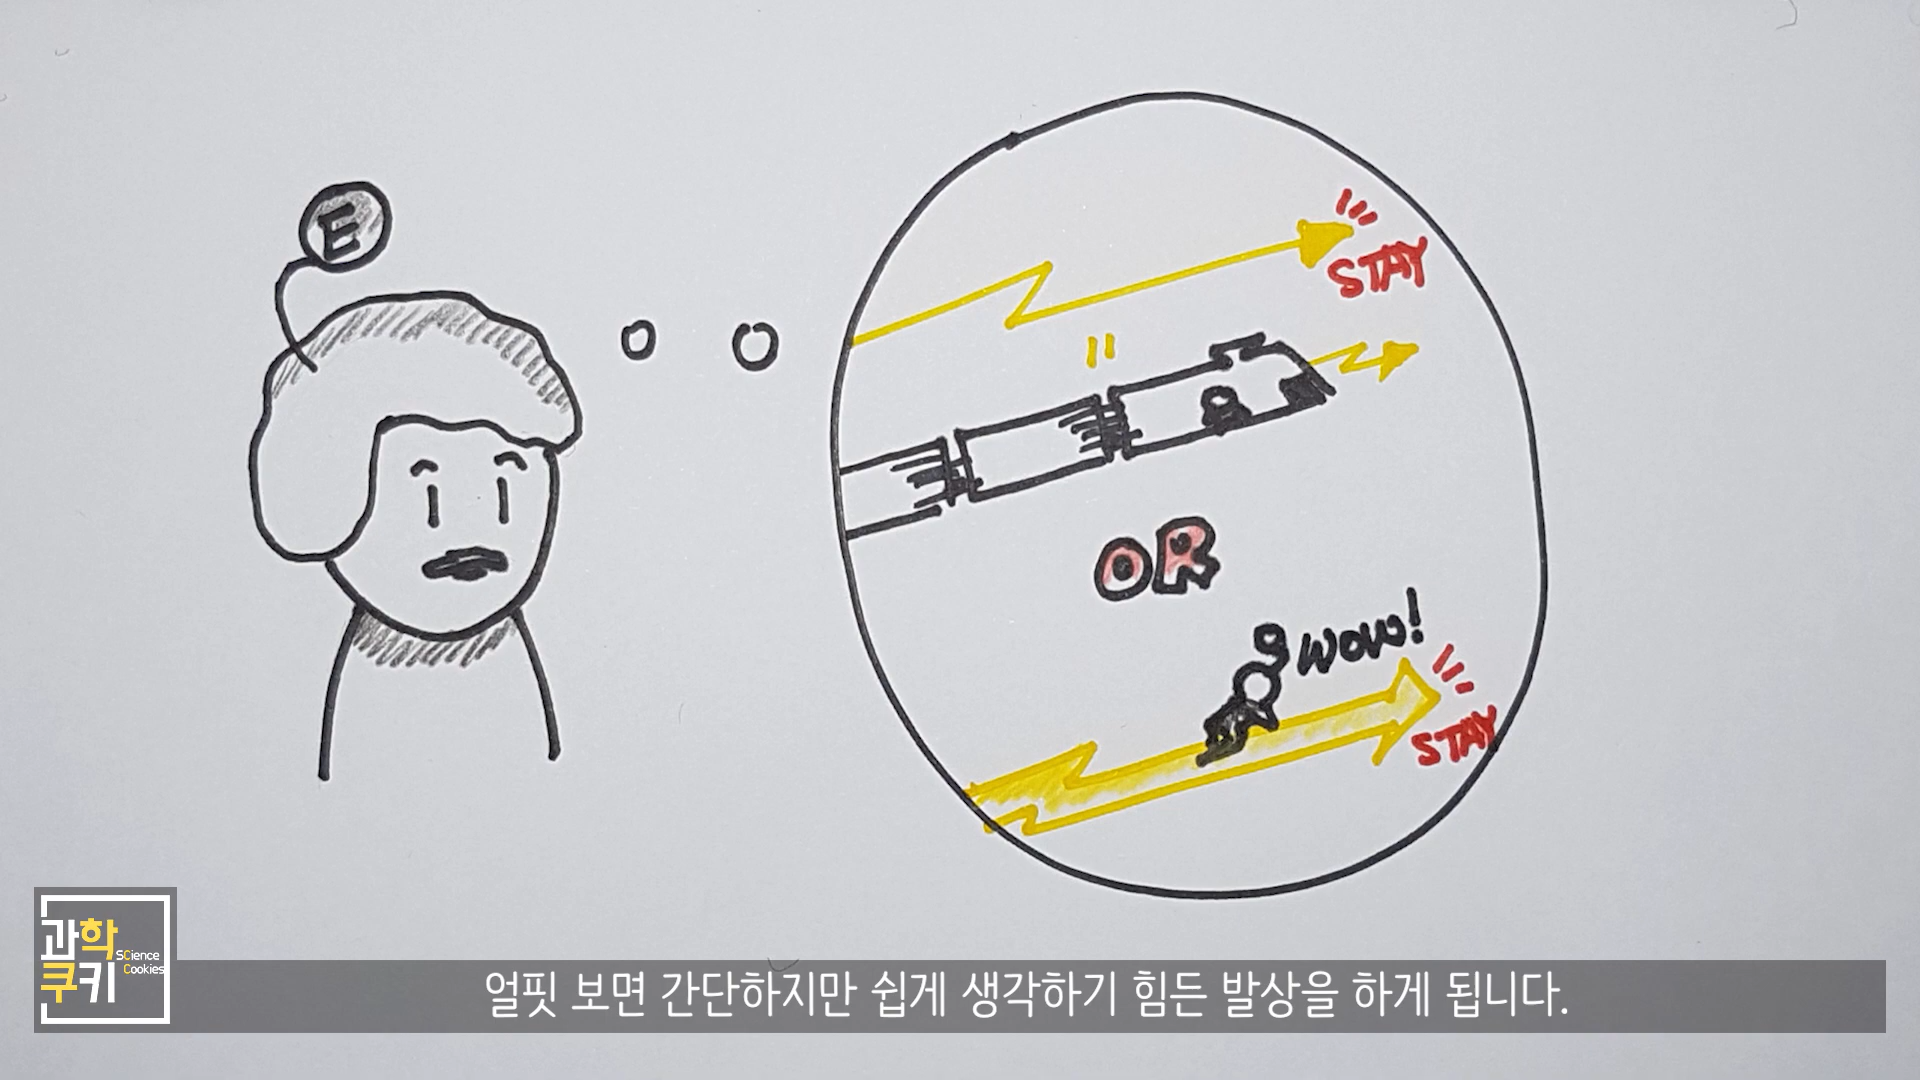 E
STAY
OR
WOW!
STAY
과학
쿠키
SCience
Cookies
얼핏 보면 간단하지만 쉽게 생각하기 힘든 발상을 하게 됩니다.